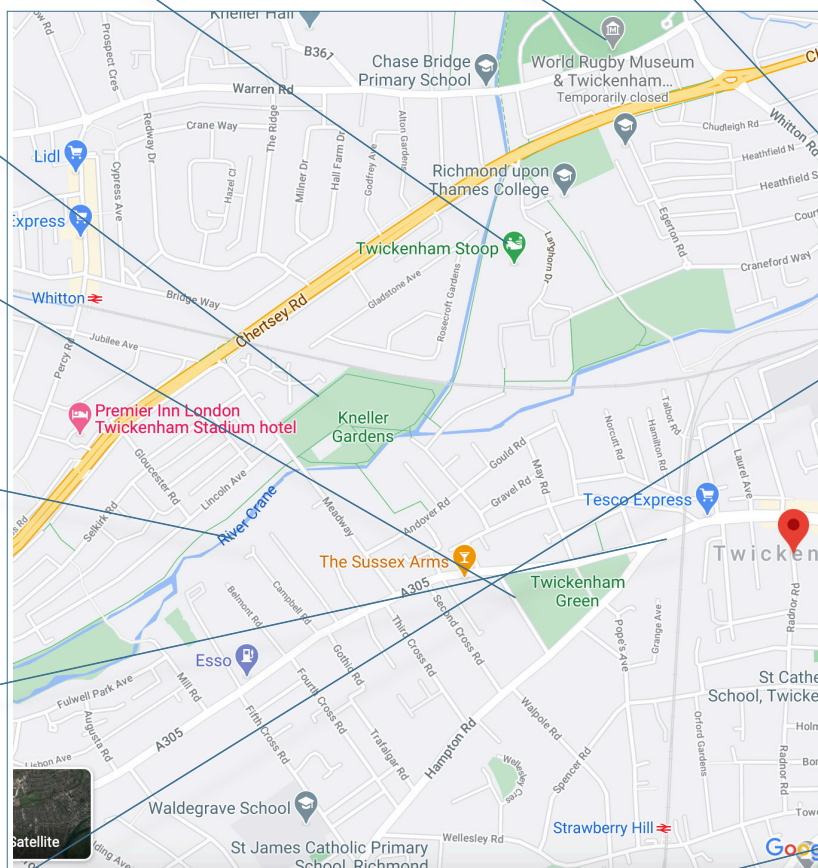 Kneller Hall
B361
Chase Bridge
Primary School
World Rugby Museum
& Twickenham...
Temporarily closed
Prospect Cres
Warren Rd
Whitton Rd
Redway Dr
Crane Way
The Ridge
Alton Gardens
Chudleigh Rd
Lidl
Milner Dr
Hall Farm Dr
Godfrey Ave
Heathfield N
Cypress Ave
Hazel Cl
Richmond upon
Thames College
Heathfield S
Express
Egerton Rd
Court
Twickenham Stoop
Langhorn Dr
Craneford Way
Gladstone Ave
Rosecroft Gardens
Whitton
Bridge Way
Chertsey Rd
Jubilee Ave
Percy Rd
Premier Inn London
Twickenham Stadium hotel
Kneller
Gardens
Talbot Rd
Norcutt Rd
Hamilton Rd
Gould Rd
Laurel Ave
Gloucester Rd
May Rd
Lincoln Ave
Gravel Rd
Tesco Express
Selkirk Rd
River Crane
Meadway
Andover Rd
The Sussex Arms
Twicken
A305
Twickenham
Green
Belmont Rd
Campbell Rd
Second Cross Rd
Radnor Rd
Third Cross Rd
Pope's Ave
Grange Ave
Esso
Gothic Rd
Mill Rd
Fulwell Park Ave
Fourth Cross Rd
St Cathe
School, Twicke
Augusta Rd
Fifth Cross Rd
Walpole Rd
A305
Trafalgar Rd
Hampton Rd
Orford Gardens
Holm
Lisbon Ave
Wellesley Cres
Spencer Rd
Radnor Rd
Waldegrave School
Strawberry Hill
Satellite
St James Catholic Primary
School, Richmond
Wellesley Rd